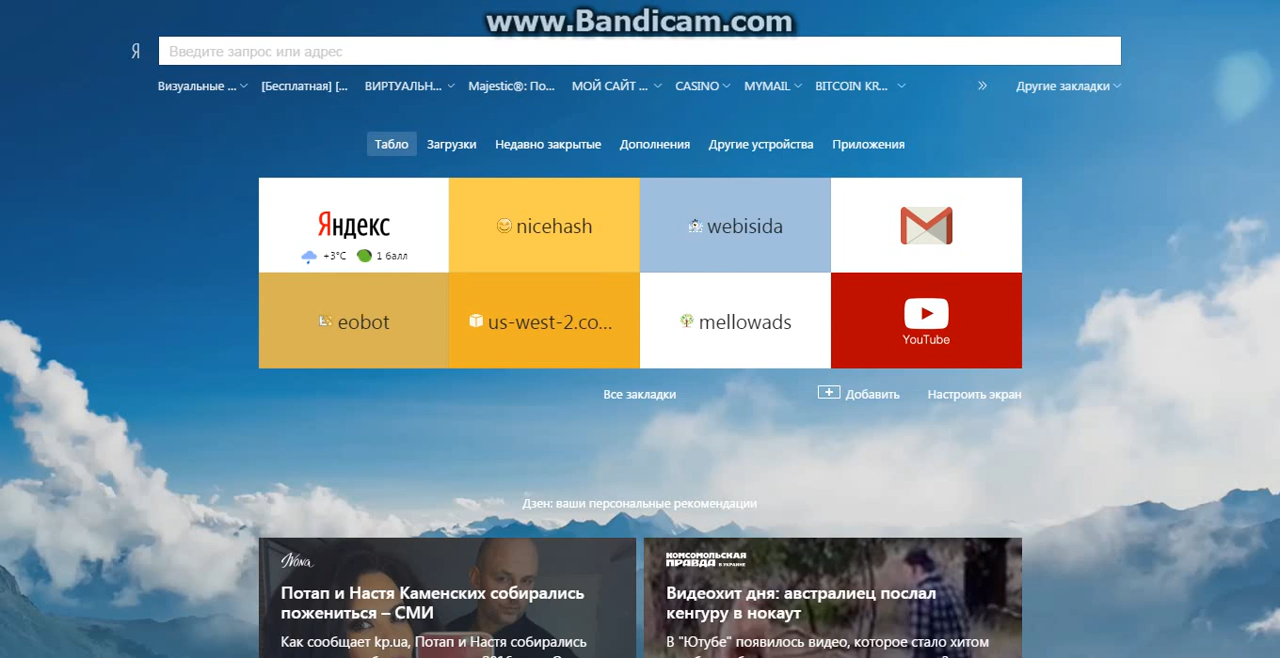 www.Bandicam.com
Я Введите запрос или адрес
Визуальные ... [Бесплатная] [... ВИРТУАЛЬН... Majestic®: По... МОЙ САЙТ ... CASINO MYMAIL BITCOIN KR... » Другие закладки
Табло Загрузки Недавно закрытые Дополнения Другие устройства Приложения
Яндекс nicehash webisida
+3°C 1 балл
eobot us-west-2.co... mellowads YouTube
Все закладки Добавить Настроить экран
Дзен: ваши персональные рекомендации
Nona
Потап и Настя Каменских собирались
пожениться – СМИ
Как сообщает kp.ua, Потап и Настя собирались
КОМСОМОЛЬСКАЯ
ПРАВДА В УКРАИНЕ
Видеохит дня: австралиец послал
кенгуру в нокаут
В "Ютубе" появилось видео, которое стало хитом